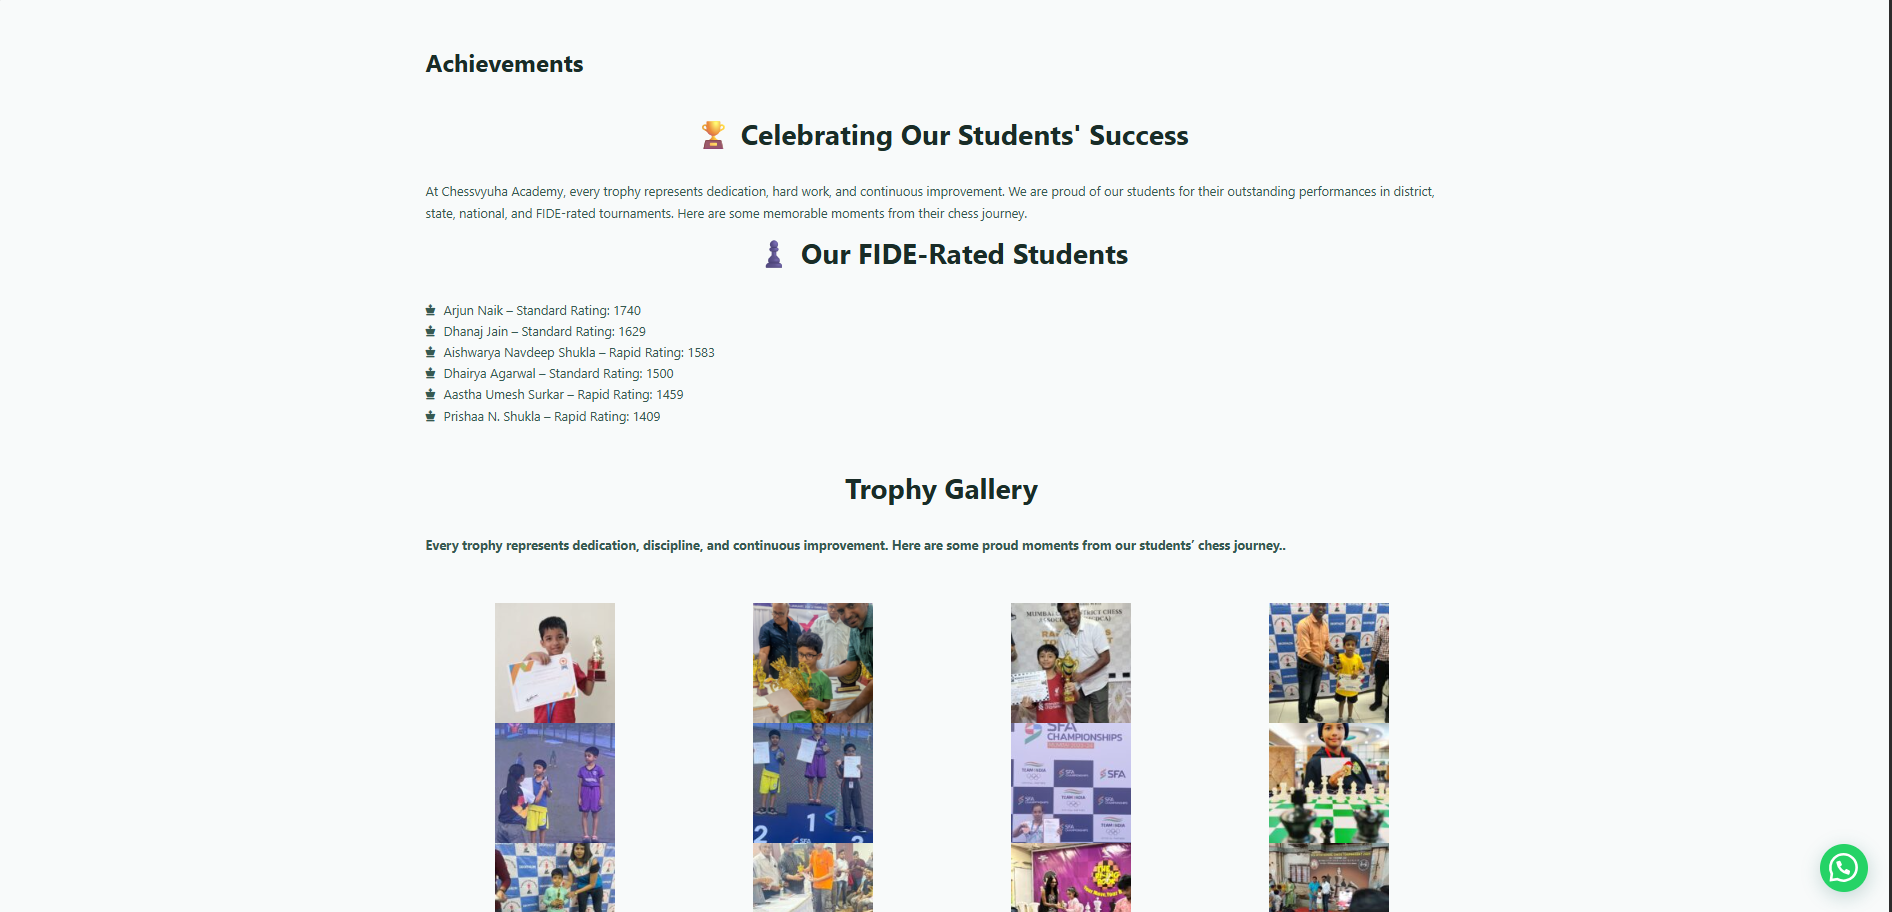 Achievements
Celebrating Our Students' Success
At Chessvyuha Academy, every trophy represents dedication, hard work, and continuous improvement. We are proud of our students for their outstanding performances in district,
state, national, and FIDE-rated tournaments. Here are some memorable moments from their chess journey.
Our FIDE-Rated Students
Arjun Naik – Standard Rating: 1740
Dhanaj Jain – Standard Rating: 1629
Aishwarya Navdeep Shukla – Rapid Rating: 1583
Dhairya Agarwal – Standard Rating: 1500
Aastha Umesh Surkar – Rapid Rating: 1459
Prishaa N. Shukla – Rapid Rating: 1409
Trophy Gallery
Every trophy represents dedication, discipline, and continuous improvement. Here are some proud moments from our students’ chess journey..
SFA
CHAMPIONSHIPS
SFA
2 1